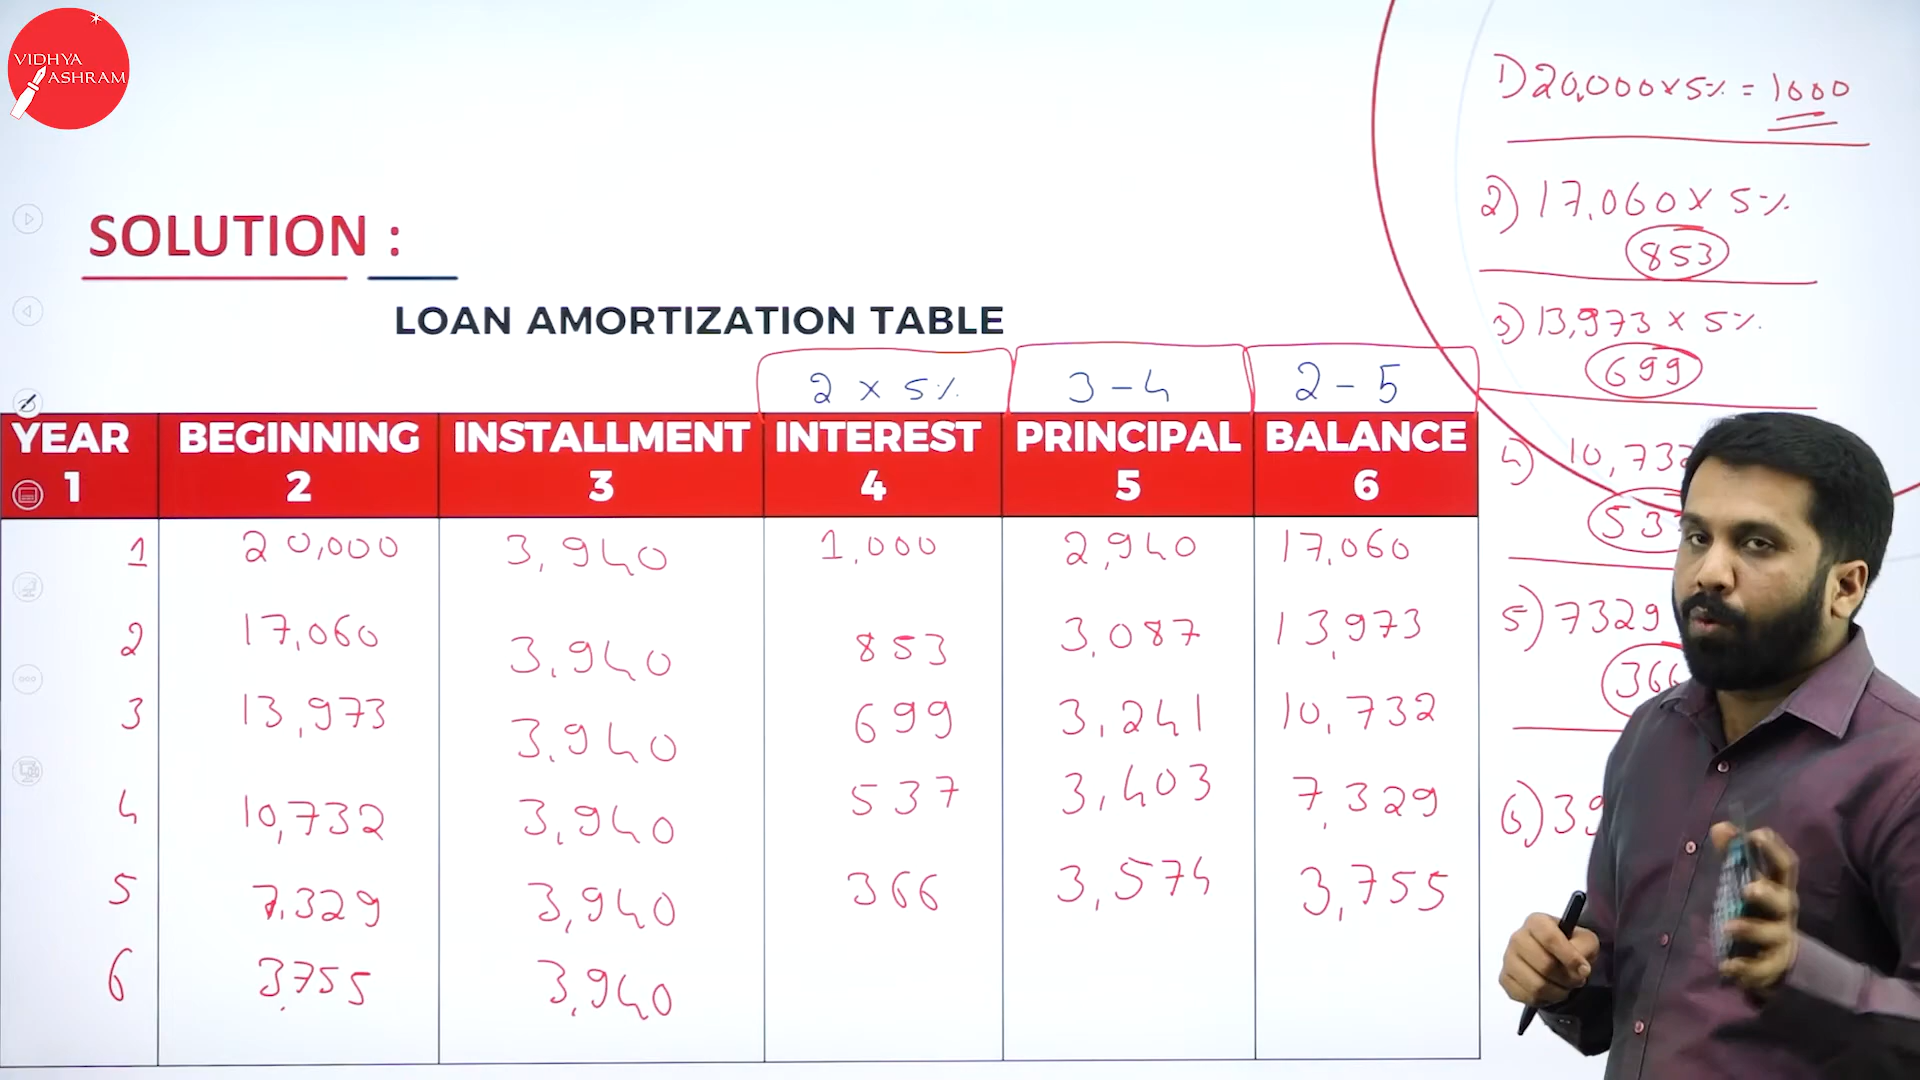 VIDHYA
ASHRAM
1) 20,000 x 5% = 1000
2) 17,060 x 5%
853
3) 13,973 x 5%
699
4) 10,732
5) 7329
366
6) 39
SOLUTION :
LOAN AMORTIZATION TABLE
2 x 5% 3 - 4 2 - 5
YEAR BEGINNING INSTALLMENT INTEREST PRINCIPAL BALANCE
1 2 3 4 5 6
1 20,000 3,940 1,000 2,940 17,060
2 17,060 3,940 853 3,087 13,973
3 13,973 3,940 699 3,241 10,732
4 10,732 3,940 537 3,403 7,329
5 7,329 3,940 366 3,574 3,755
6 3,755 3,940